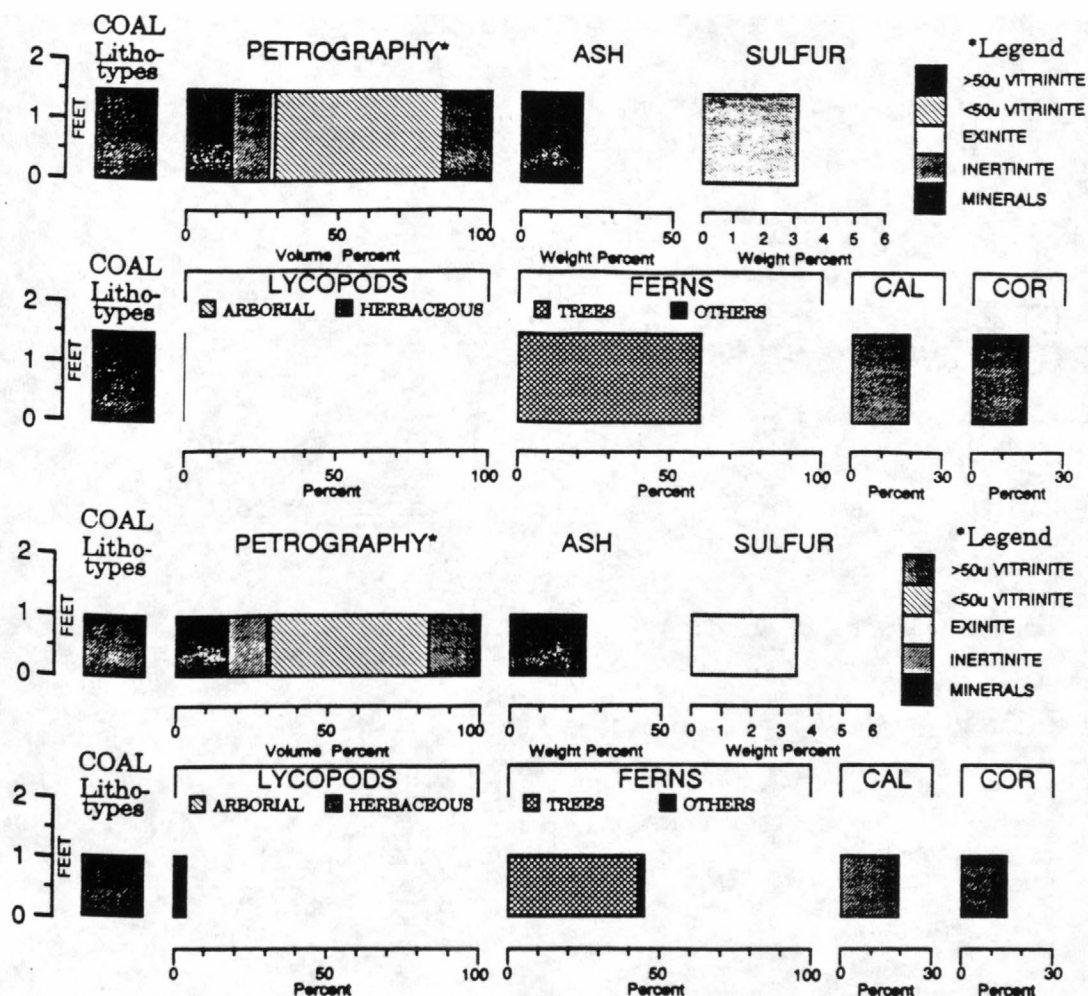 COAL
Litho-
types
PETROGRAPHY*
ASH
SULFUR
*Legend
>50u VITRINITE
<50u VITRINITE
EXINITE
INERTINITE
MINERALS
2
1
0
FEET
0 50 100
Volume Percent
0 50
Weight Percent
0 1 2 3 4 5 6
Weight Percent
COAL
Litho-
types
LYCOPODS
ARBORIAL HERBACEOUS
FERNS
TREES OTHERS
CAL
COR
2
1
0
FEET
0 50 100
Percent
0 50 100
Percent
0 30
Percent
0 30
Percent
COAL
Litho-
types
PETROGRAPHY*
ASH
SULFUR
*Legend
>50u VITRINITE
<50u VITRINITE
EXINITE
INERTINITE
MINERALS
2
1
0
FEET
0 50 100
Volume Percent
0 50
Weight Percent
0 1 2 3 4 5 6
Weight Percent
COAL
Litho-
types
LYCOPODS
ARBORIAL HERBACEOUS
FERNS
TREES OTHERS
CAL
COR
2
1
0
FEET
0 50 100
Percent
0 50 100
Percent
0 30
Percent
0 30
Percent